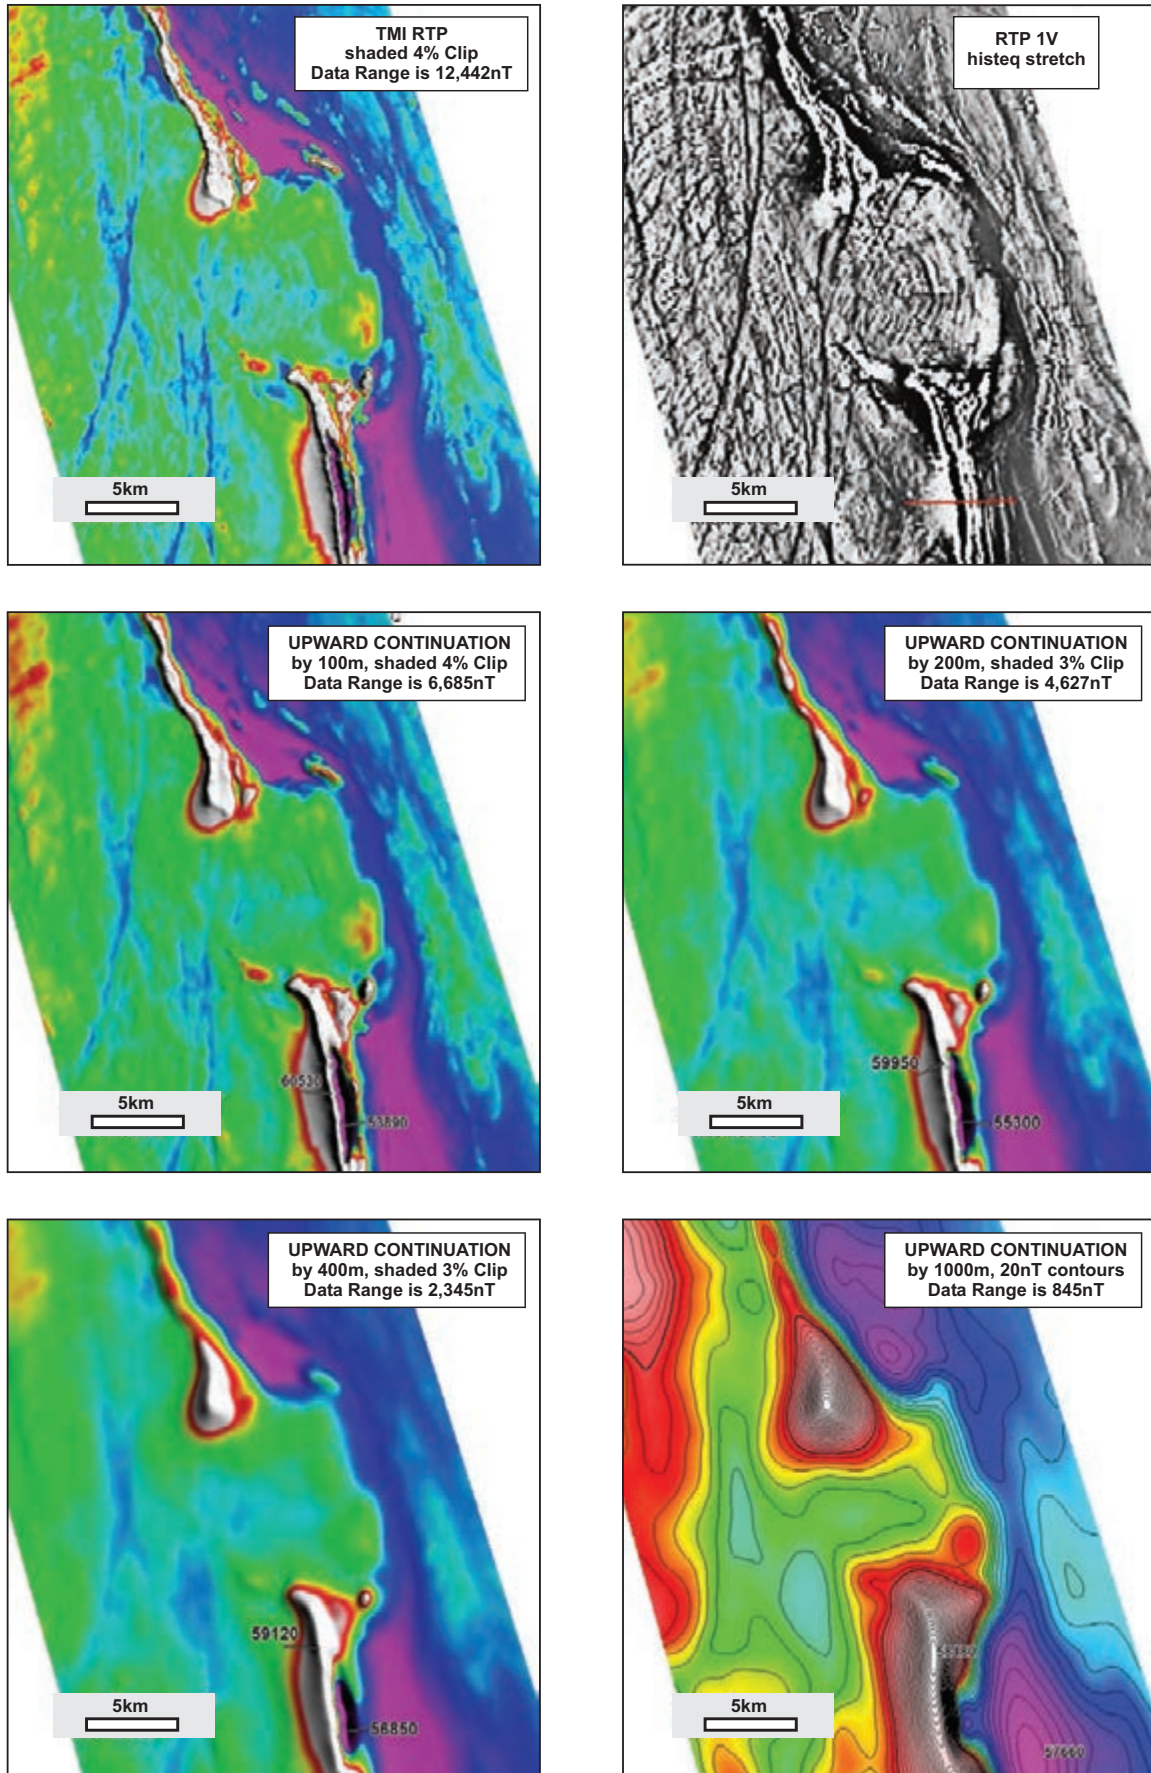 TMI RTP
shaded 4% Clip
Data Range is 12,442nT
5km
RTP 1V
histeq stretch
5km
UPWARD CONTINUATION
by 100m, shaded 4% Clip
Data Range is 6,685nT
60530
53890
5km
UPWARD CONTINUATION
by 200m, shaded 3% Clip
Data Range is 4,627nT
59950
55300
5km
UPWARD CONTINUATION
by 400m, shaded 3% Clip
Data Range is 2,345nT
59120
56850
5km
UPWARD CONTINUATION
by 1000m, 20nT contours
Data Range is 845nT
57660
5km